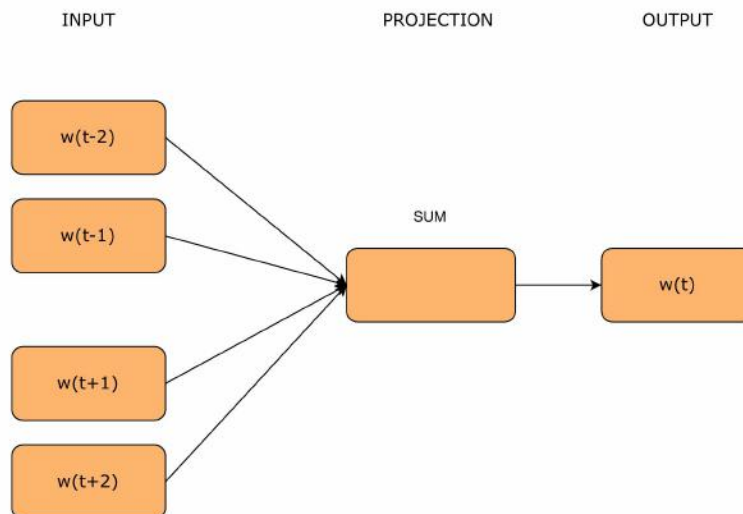 INPUT PROJECTION OUTPUT
w(t-2)
w(t-1)
SUM
w(t)
w(t+1)
w(t+2)